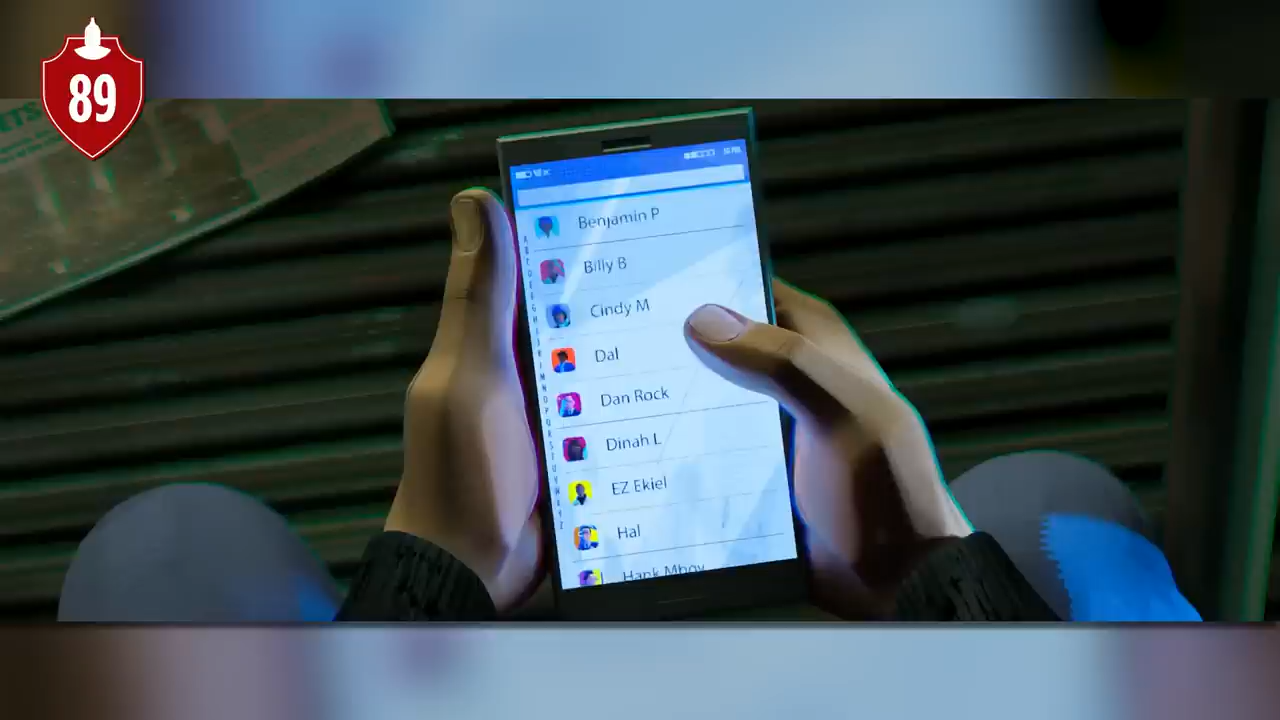 89
Benjamin P
Billy B
Cindy M
Dal
Dan Rock
Dinah L
EZ Ekiel
Hal